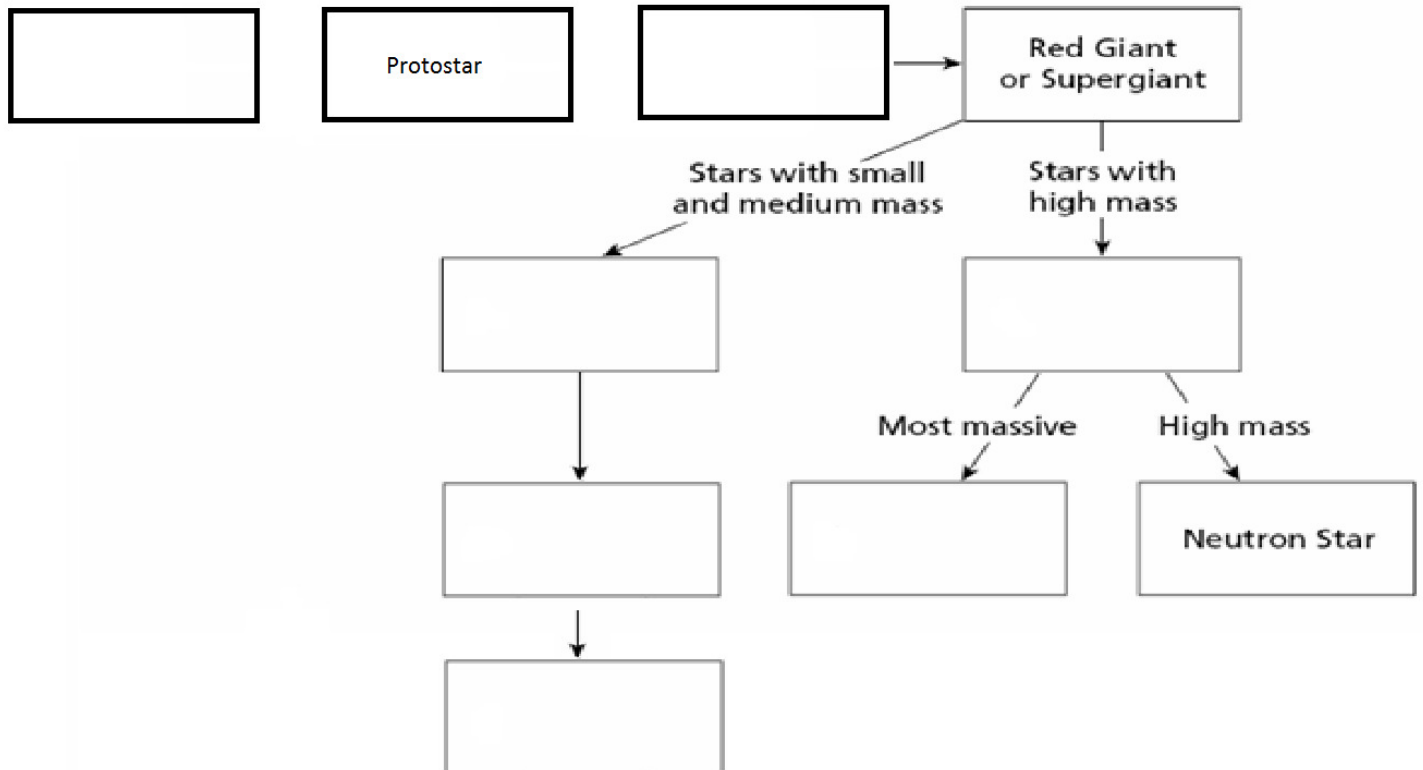 Protostar
Red Giant
or Supergiant
Stars with small
and medium mass
Stars with
high mass
Most massive
High mass
Neutron Star